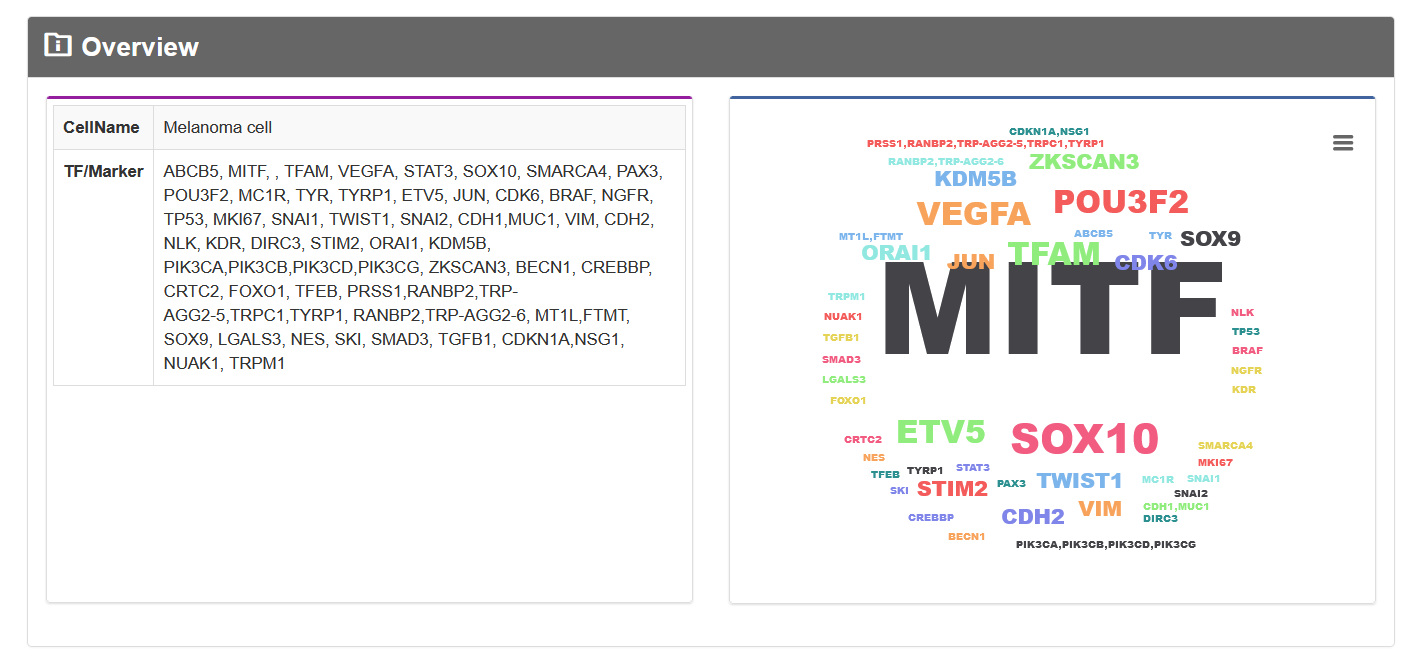 Overview
CellName Melanoma cell
TF/Marker ABCB5, MITF, , TFAM, VEGFA, STAT3, SOX10, SMARCA4, PAX3,
POU3F2, MC1R, TYR, TYRP1, ETV5, JUN, CDK6, BRAF, NGFR,
TP53, MKI67, SNAI1, TWIST1, SNAI2, CDH1,MUC1, VIM, CDH2,
NLK, KDR, DIRC3, STIM2, ORAI1, KDM5B,
PIK3CA,PIK3CB,PIK3CD,PIK3CG, ZKSCAN3, BECN1, CREBBP,
CRTC2, FOXO1, TFEB, PRSS1,RANBP2,TRP-
AGG2-5,TRPC1,TYRP1, RANBP2,TRP-AGG2-6, MT1L,FTMT,
SOX9, LGALS3, NES, SKI, SMAD3, TGFB1, CDKN1A,NSG1,
NUAK1, TRPM1
CDKN1A,NSG1
PRSS1,RANBP2,TRP-AGG2-5,TRPC1,TYRP1
RANBP2,TRP-AGG2-6
ZKSCAN3
KDM5B
POU3F2
VEGFA
MT1L,FTMT
ABCB5
TYR
SOX9
ORAI1
JUN
TFAM
CDK6
MITF
TRPM1
NUAK1
TGFB1
SMAD3
LGALS3
FOXO1
NLK
TP53
BRAF
NGFR
KDR
ETV5
SOX10
CRTC2
SMARCA4
NES
MKI67
TFEB
TYRP1
STAT3
SKI
STIM2
PAX3
TWIST1
MC1R
SNAI1
SNAI2
CREBBP
CDH2
VIM
CDH1,MUC1
DIRC3
BECN1
PIK3CA,PIK3CB,PIK3CD,PIK3CG